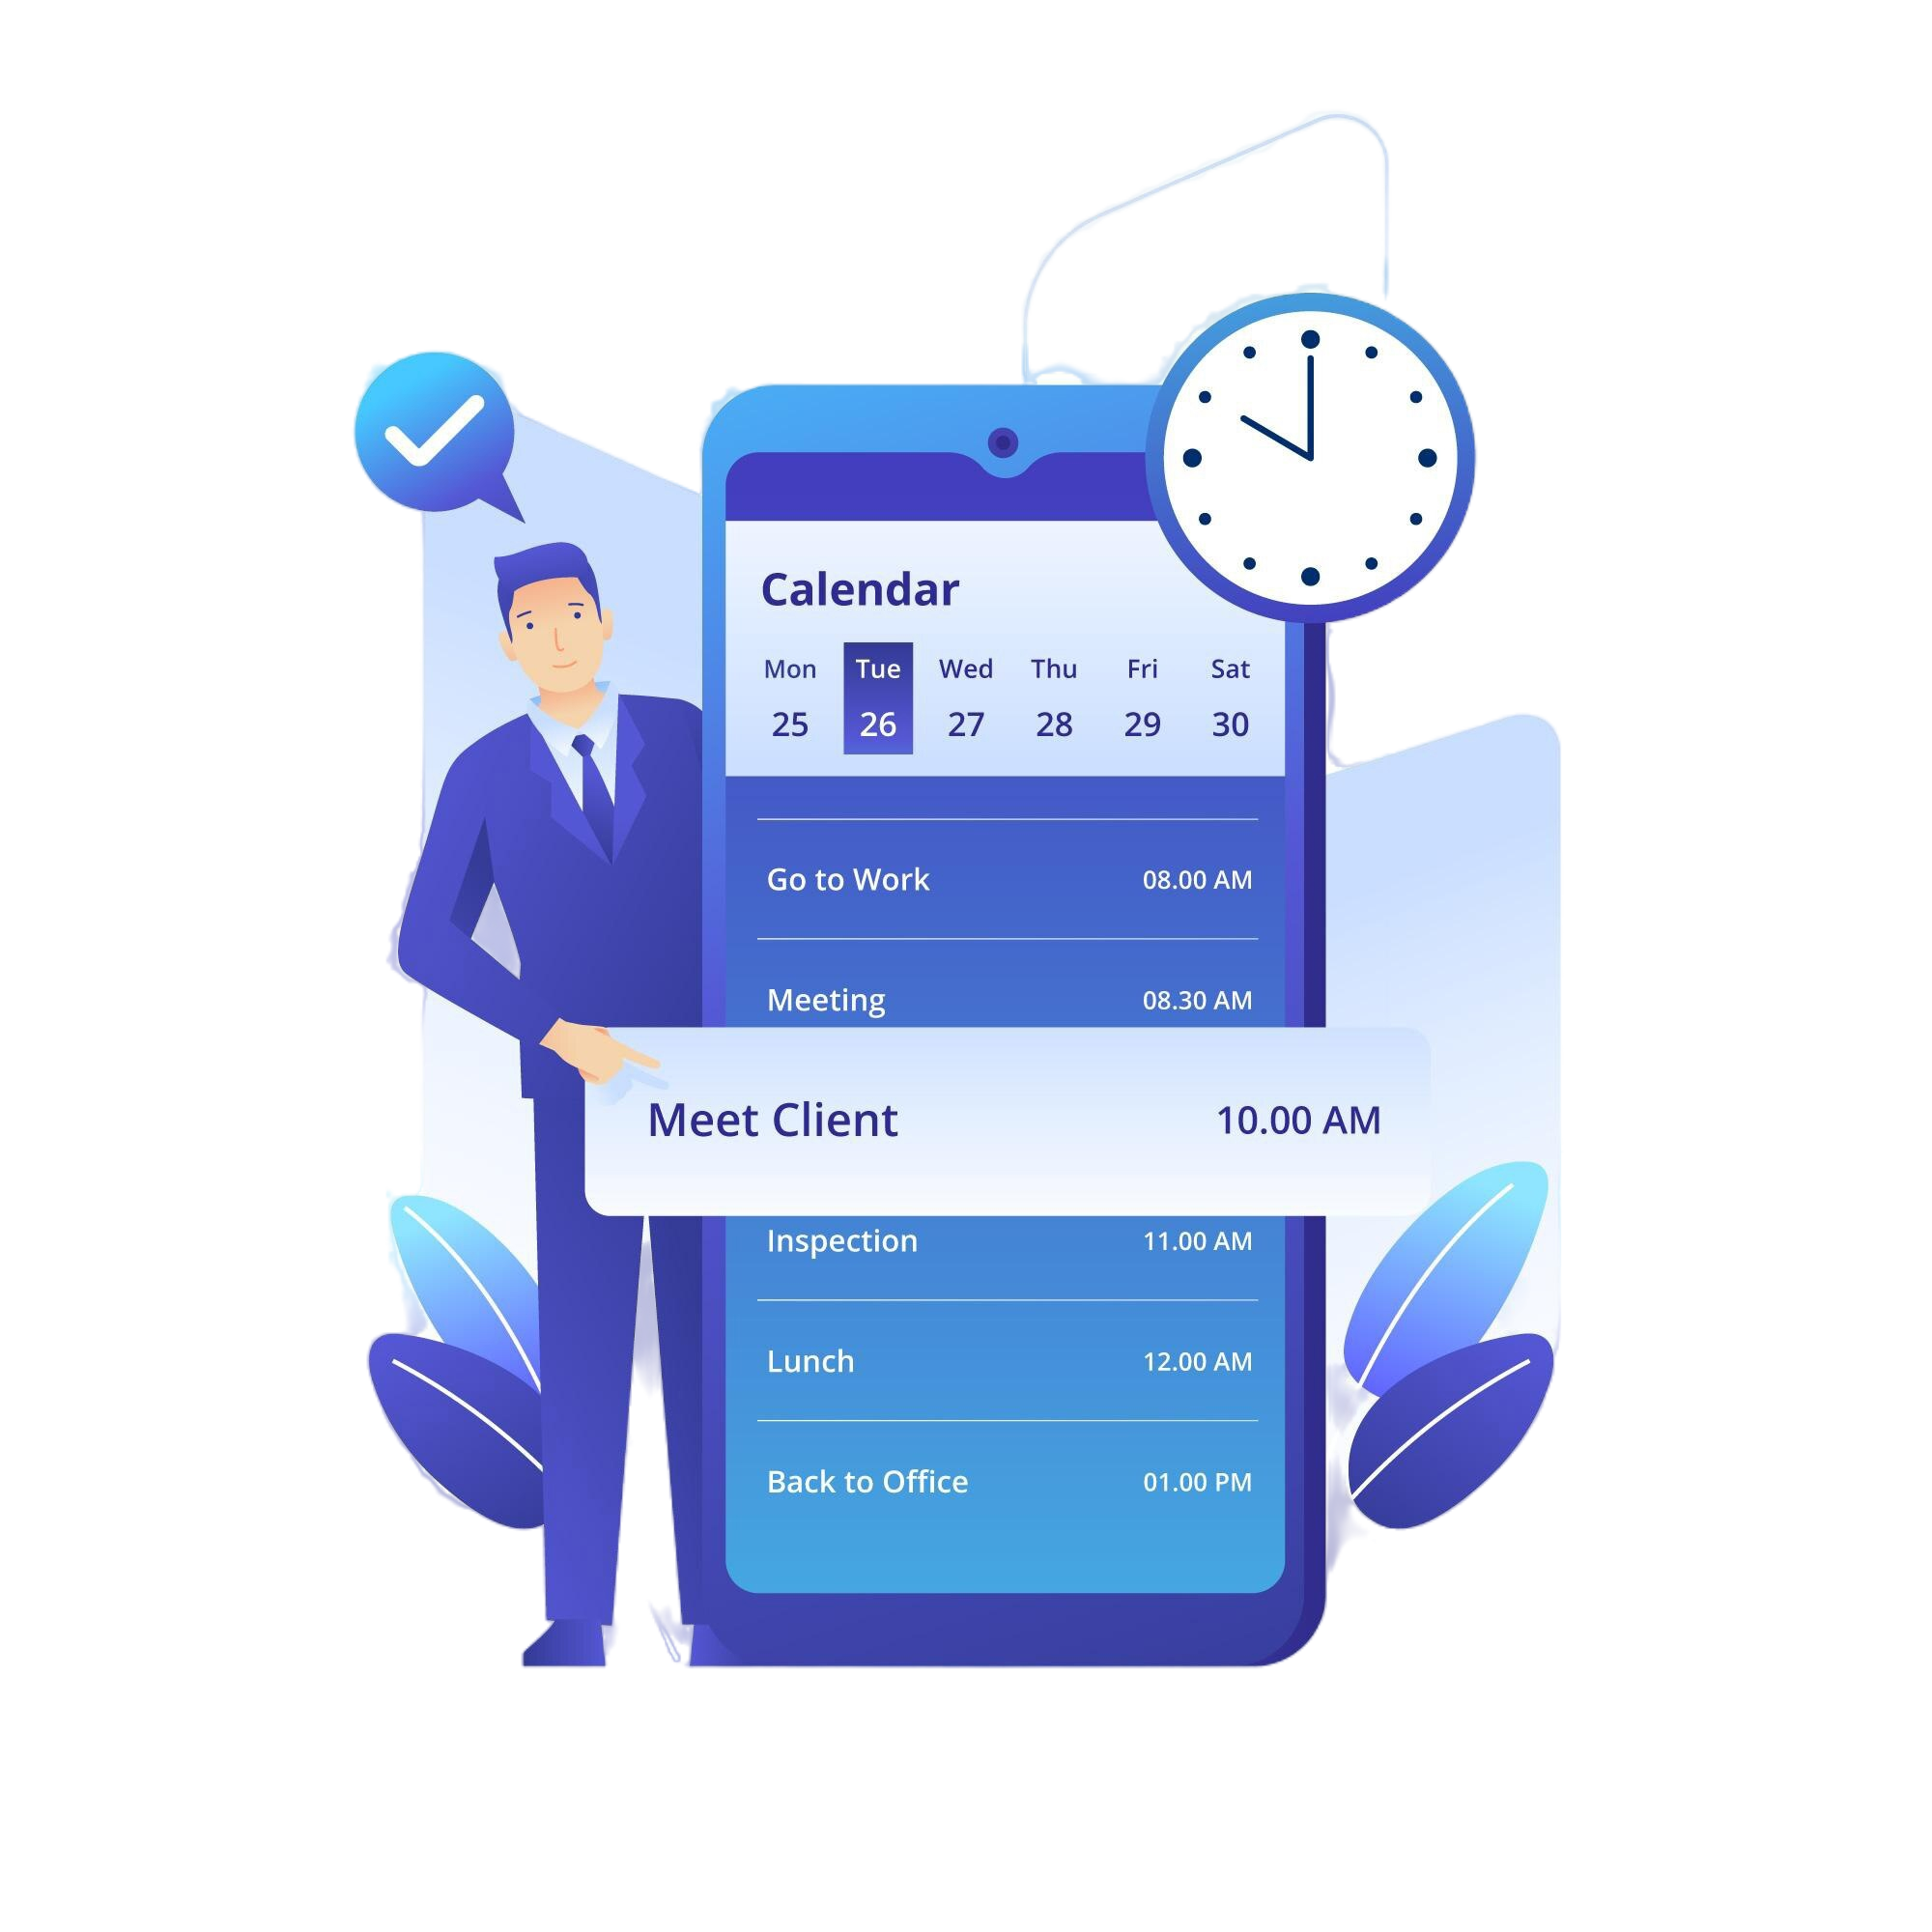 Calendar
Mon Tue Wed Thu Fri Sat
25 26 27 28 29 30
Go to Work 08.00 AM
Meeting 08.30 AM
Meet Client 10.00 AM
Inspection 11.00 AM
Lunch 12.00 AM
Back to Office 01.00 PM